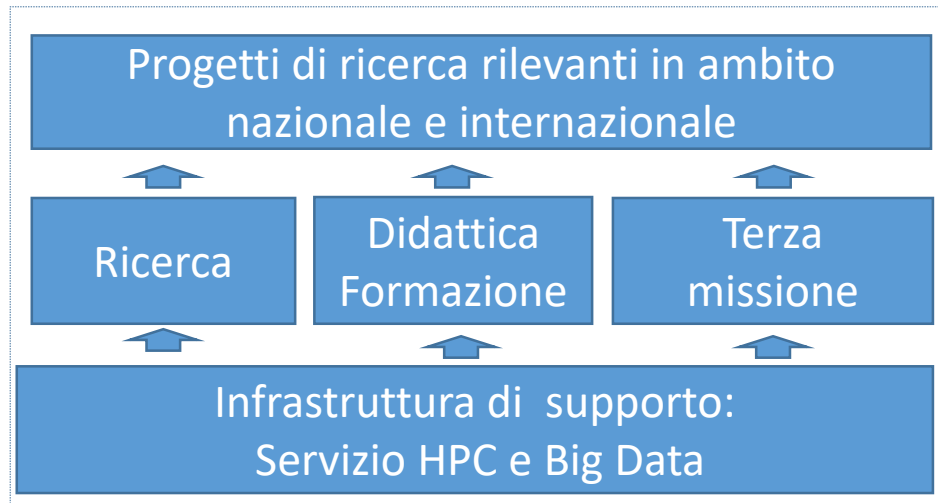 Progetti di ricerca rilevanti in ambito
nazionale e internazionale
Ricerca
Didattica
Formazione
Terza
missione
Infrastruttura di supporto:
Servizio HPC e Big Data